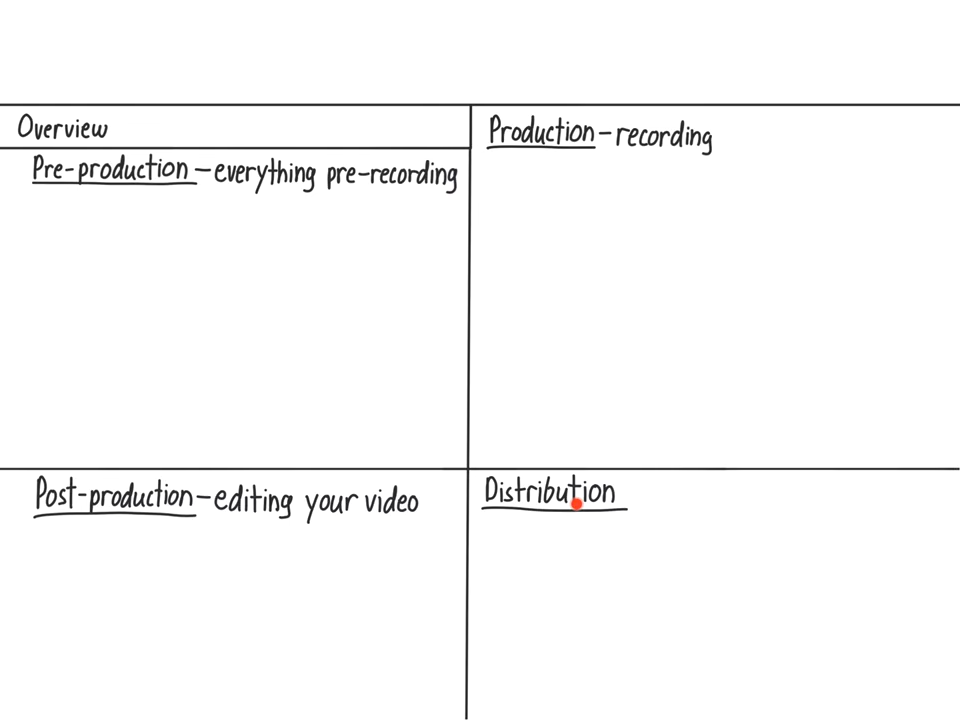 Overview
Pre-production – everything pre-recording
Production – recording
Post-production – editing your video
Distribution